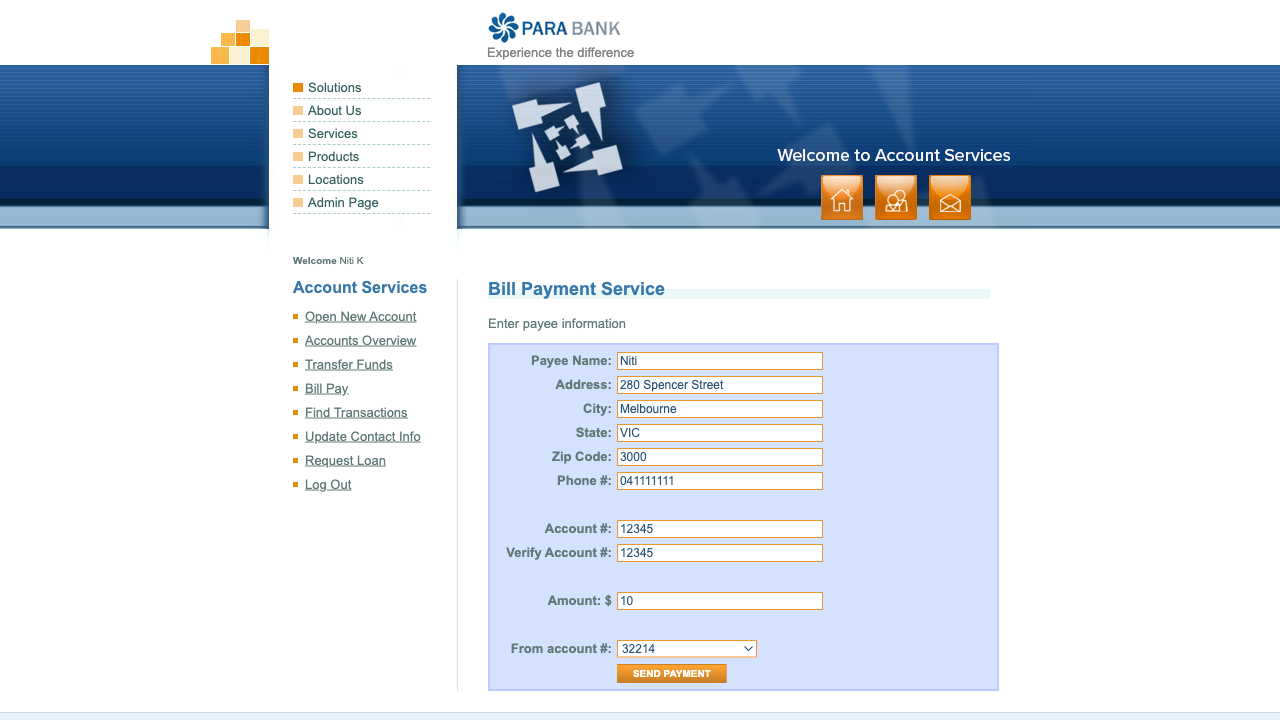 PARA BANK
Experience the difference
Solutions
About Us
Services
Products
Locations
Admin Page
Welcome to Account Services
Welcome Niti K
Account Services
Open New Account
Accounts Overview
Transfer Funds
Bill Pay
Find Transactions
Update Contact Info
Request Loan
Log Out
Bill Payment Service
Enter payee information
Payee Name: Niti
Address: 280 Spencer Street
City: Melbourne
State: VIC
Zip Code: 3000
Phone #: 041111111
Account #: 12345
Verify Account #: 12345
Amount: $ 10
From account #: 32214
SEND PAYMENT